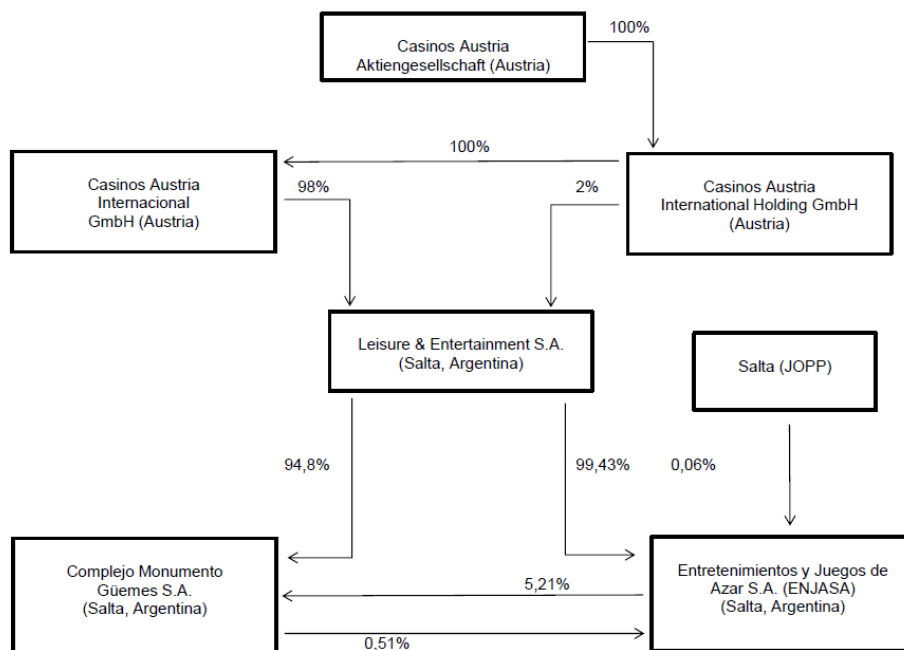 100%
Casinos Austria
Aktiengesellschaft (Austria)
100%
Casinos Austria
Internacional
GmbH (Austria)
98%
2%
Casinos Austria
International Holding GmbH
(Austria)
Leisure & Entertainment S.A.
(Salta, Argentina)
Salta (JOPP)
94,8%
99,43%
0,06%
Complejo Monumento
Güemes S.A.
(Salta, Argentina)
5,21%
Entretenimientos y Juegos de
Azar S.A. (ENJASA)
(Salta, Argentina)
0,51%